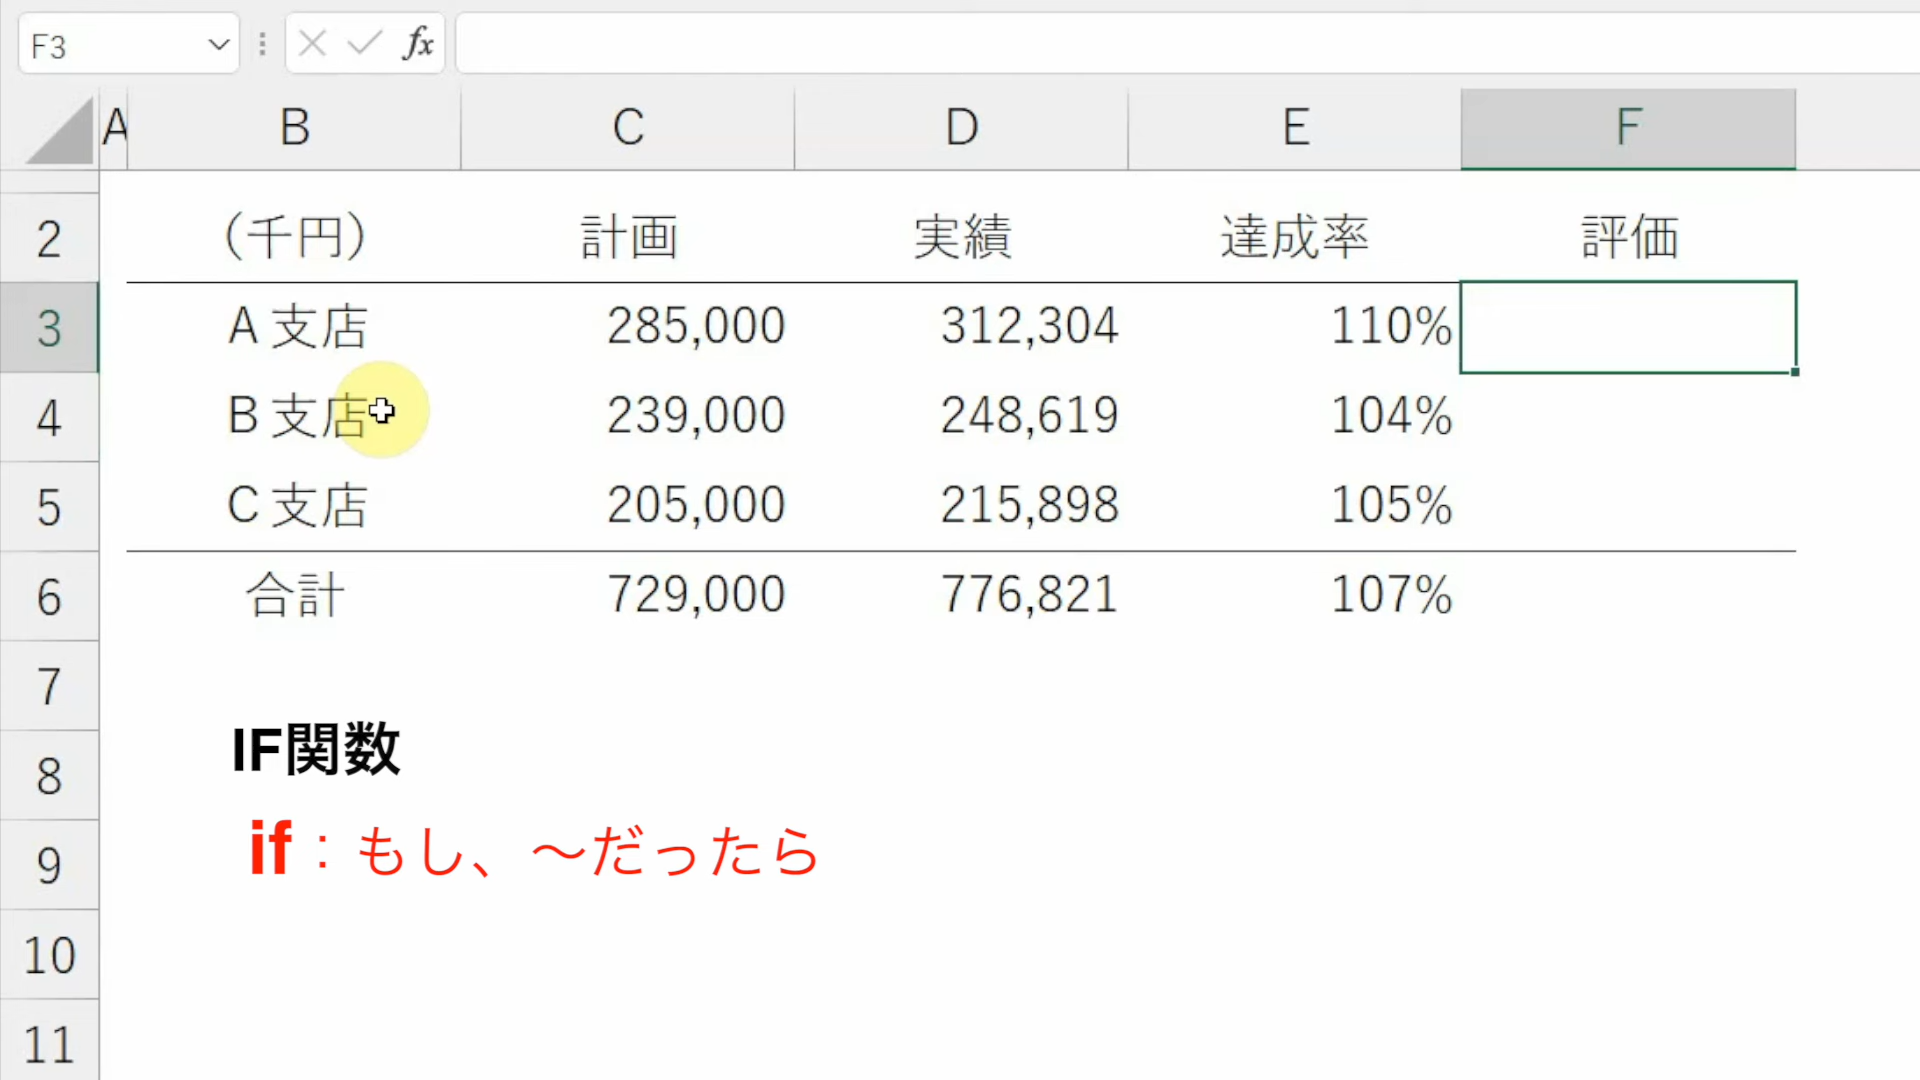 F3 fx
A B C D E F
2 (千円) 計画 実績 達成率 評価
3 A支店 285,000 312,304 110%
4 B支店 239,000 248,619 104%
5 C支店 205,000 215,898 105%
6 合計 729,000 776,821 107%
7
8 IF関数
9 if：もし、～だったら
10
11